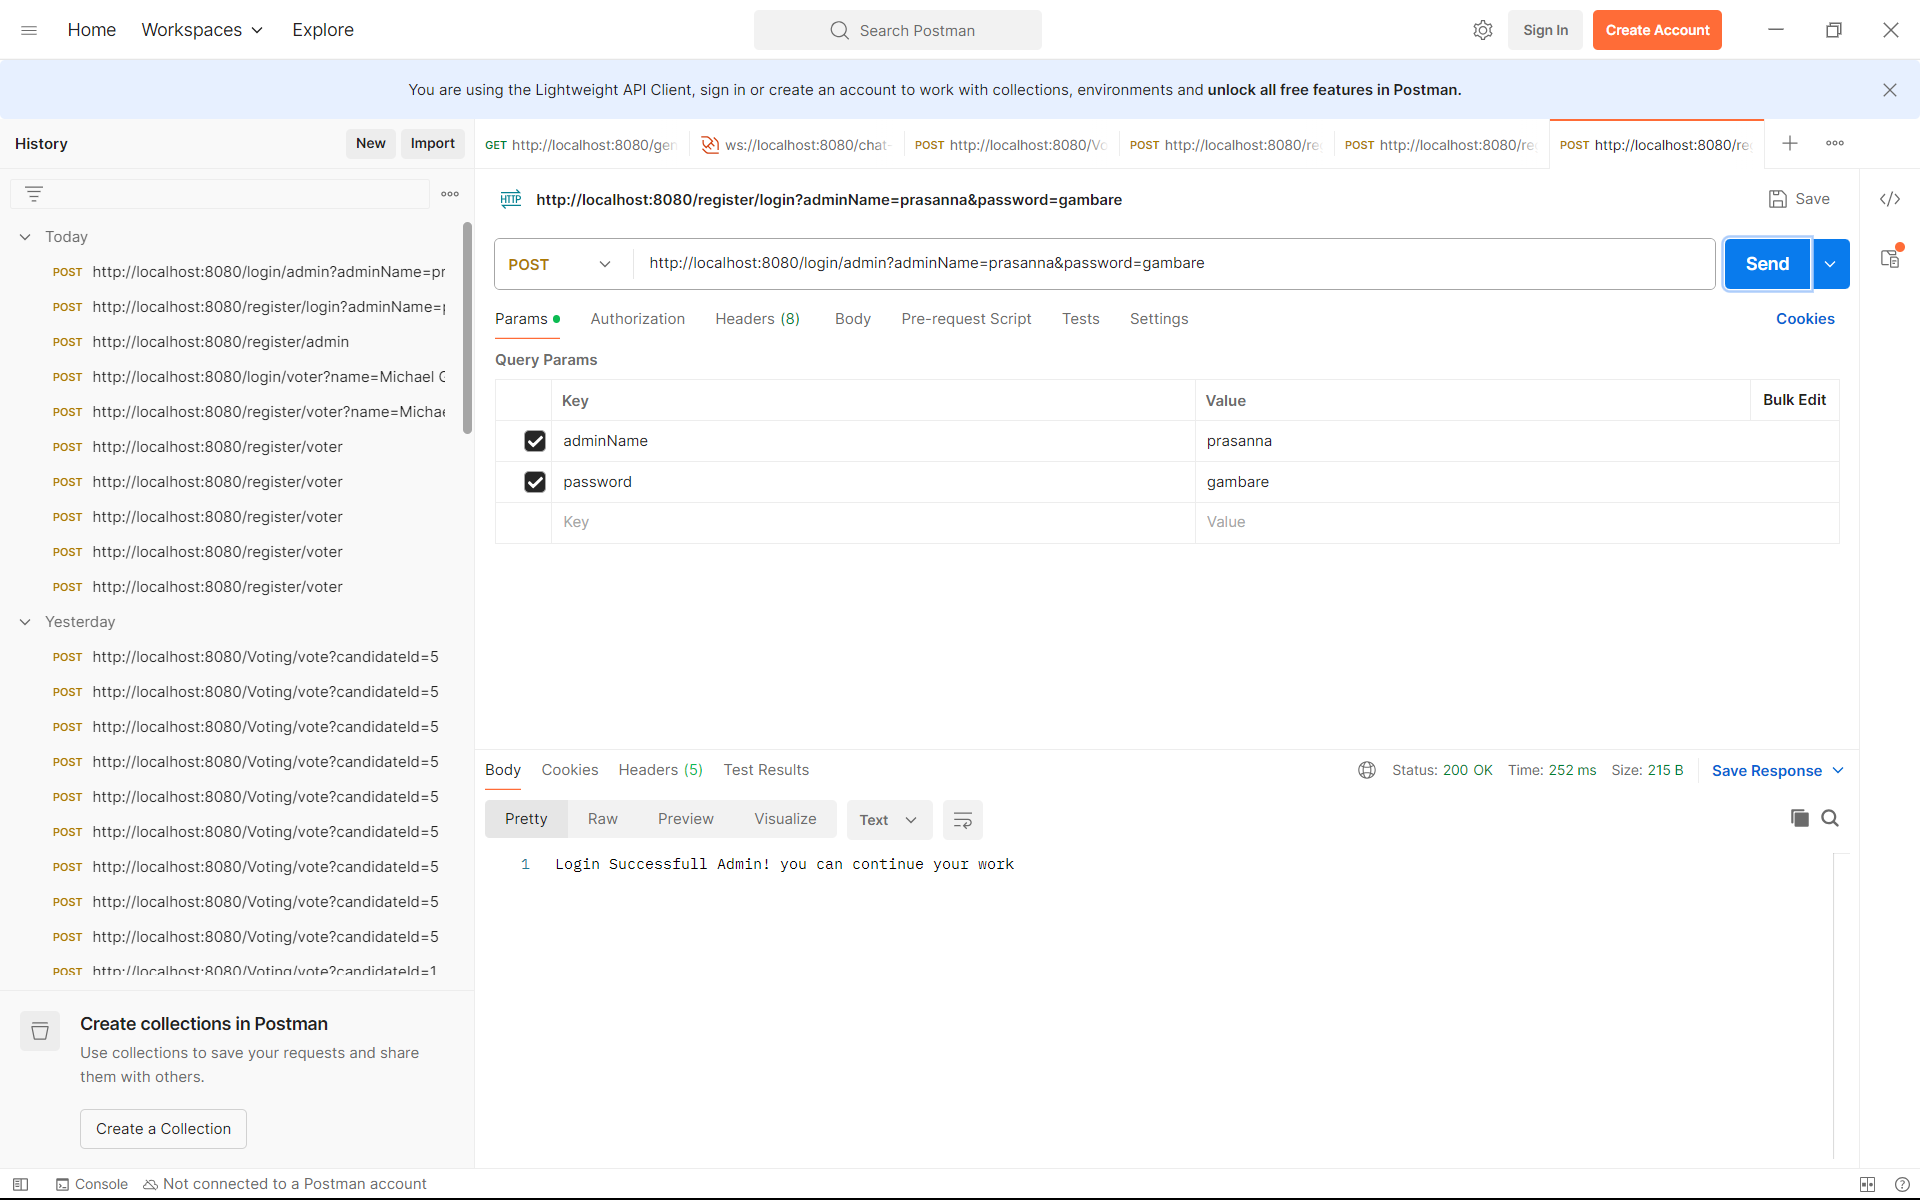 Home Workspaces Explore
Search Postman
Sign In Create Account
You are using the Lightweight API Client, sign in or create an account to work with collections, environments and unlock all free features in Postman.
History New Import
Today
POST http://localhost:8080/login/admin?adminName=pr
POST http://localhost:8080/register/login?adminName=p
POST http://localhost:8080/register/admin
POST http://localhost:8080/login/voter?name=Michael G
POST http://localhost:8080/register/voter?name=Michae
POST http://localhost:8080/register/voter
POST http://localhost:8080/register/voter
POST http://localhost:8080/register/voter
POST http://localhost:8080/register/voter
POST http://localhost:8080/register/voter
Yesterday
POST http://localhost:8080/Voting/vote?candidateId=5
POST http://localhost:8080/Voting/vote?candidateId=5
POST http://localhost:8080/Voting/vote?candidateId=5
POST http://localhost:8080/Voting/vote?candidateId=5
POST http://localhost:8080/Voting/vote?candidateId=5
POST http://localhost:8080/Voting/vote?candidateId=5
POST http://localhost:8080/Voting/vote?candidateId=5
POST http://localhost:8080/Voting/vote?candidateId=5
POST http://localhost:8080/Voting/vote?candidateId=5
POST http://localhost:8080/Voting/vote?candidateId=1
Create collections in Postman
Use collections to save your requests and share
them with others.
Create a Collection
GET http://localhost:8080/gen
ws://localhost:8080/chat-
POST http://localhost:8080/Vo
POST http://localhost:8080/re
POST http://localhost:8080/re
POST http://localhost:8080/re
HTTP http://localhost:8080/register/login?adminName=prasanna&password=gambare
Save
POST http://localhost:8080/login/admin?adminName=prasanna&password=gambare
Send
Params Authorization Headers (8) Body Pre-request Script Tests Settings
Cookies
Query Params
Key Value Bulk Edit
adminName prasanna
password gambare
Key Value
Body Cookies Headers (5) Test Results
Status: 200 OK Time: 252 ms Size: 215 B Save Response
Pretty Raw Preview Visualize Text
1 Login Successfull Admin! you can continue your work
Console Not connected to a Postman account